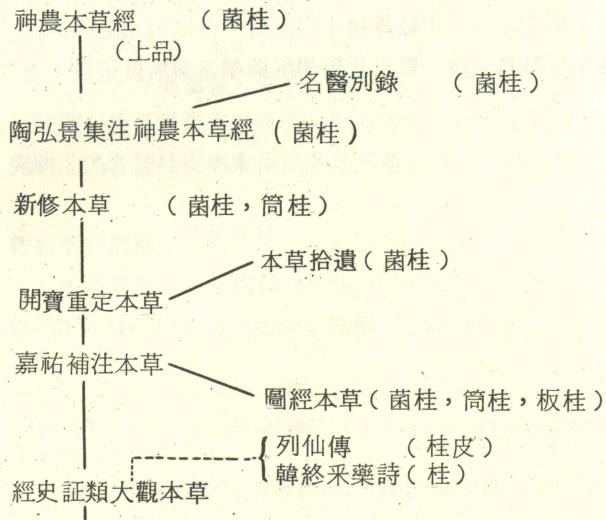 神農本草經　（菌桂）
（上品）
名醫別錄　（菌桂）
陶弘景集注神農本草經（菌桂）
新修本草　（菌桂，筒桂）
本草拾遺（菌桂）
開寶重定本草
嘉祐補注本草
圖經本草（菌桂，筒桂，板桂）
列仙傳　（桂皮）
韓終釆藥詩（桂）
經史証類大觀本草